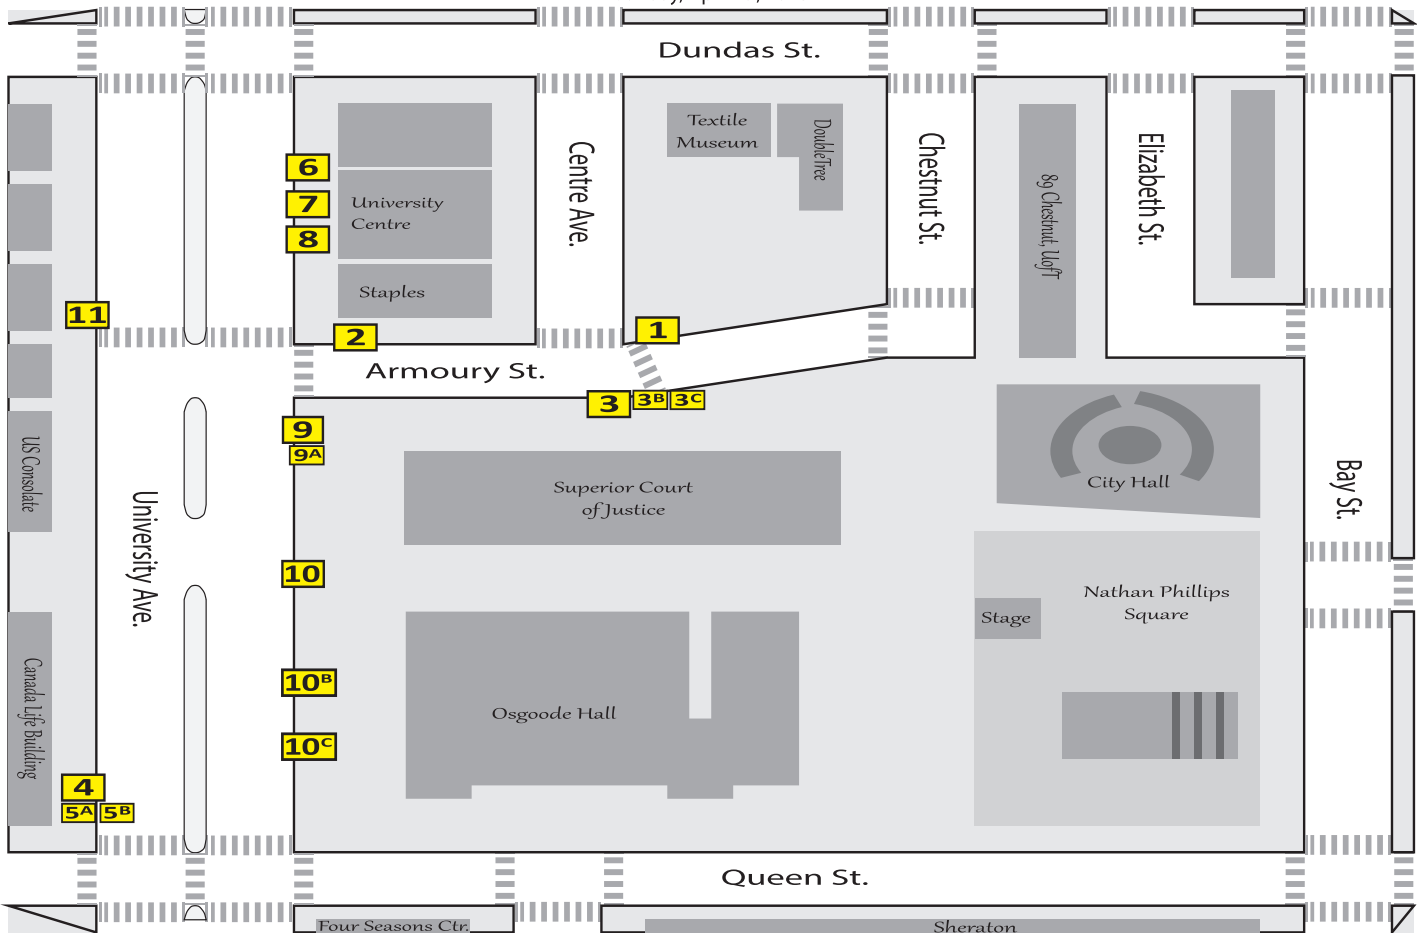 Dundas St.
Textile
Museum
DoubleTree
Centre Ave.
Chestnut St.
Elizabeth St.
89 Chestnut, UofT
6
7
8
University
Centre
Staples
11
2
1
Armoury St.
3
3B
3C
9
9A
US Consolate
Superior Court
of Justice
City Hall
Bay St.
University Ave.
10
Nathan Phillips
Square
Stage
10B
Osgoode Hall
10C
Canada Life Building
4
5A
5B
Queen St.
Four Seasons Ctr.
Sheraton